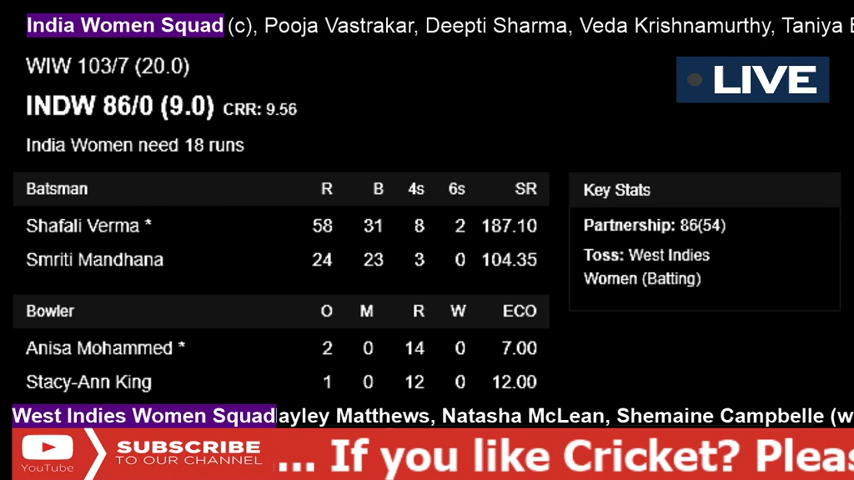 India Women Squad (c), Pooja Vastrakar, Deepti Sharma, Veda Krishnamurthy, Taniya
WIW 103/7 (20.0)
LIVE
INDW 86/0 (9.0) CRR: 9.56
India Women need 18 runs
Batsman R B 4s 6s SR
Shafali Verma * 58 31 8 2 187.10
Smriti Mandhana 24 23 3 0 104.35
Key Stats
Partnership: 86(54)
Toss: West Indies
Women (Batting)
Bowler O M R W ECO
Anisa Mohammed * 2 0 14 0 7.00
Stacy-Ann King 1 0 12 0 12.00
West Indies Women Squad ayley Matthews, Natasha McLean, Shemaine Campbelle (w
YouTube
SUBSCRIBE
TO OUR CHANNEL
... If you like Cricket? Pleas